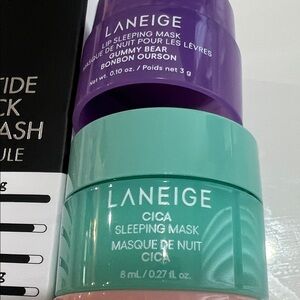 LANEIGE
LIP SLEEPING MASK
MASQUE DE NUIT POUR LES LÈVRES
GUMMY BEAR
BONBON OURSON
Net wt. 0.10 oz. / Poids net 3 g
TIDE
CK
ASH
ULE
g
g
LANEIGE
CICA
SLEEPING MASK
MASQUE DE NUIT
CICA
8 mL / 0.27 fl. oz.